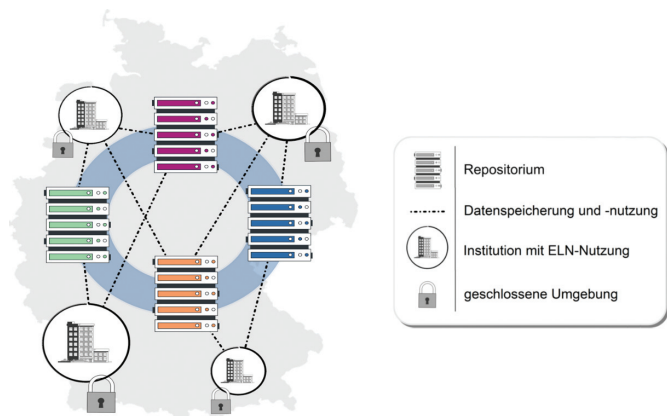 Repositorium
Datenspeicherung und -nutzung
Institution mit ELN-Nutzung
geschlossene Umgebung